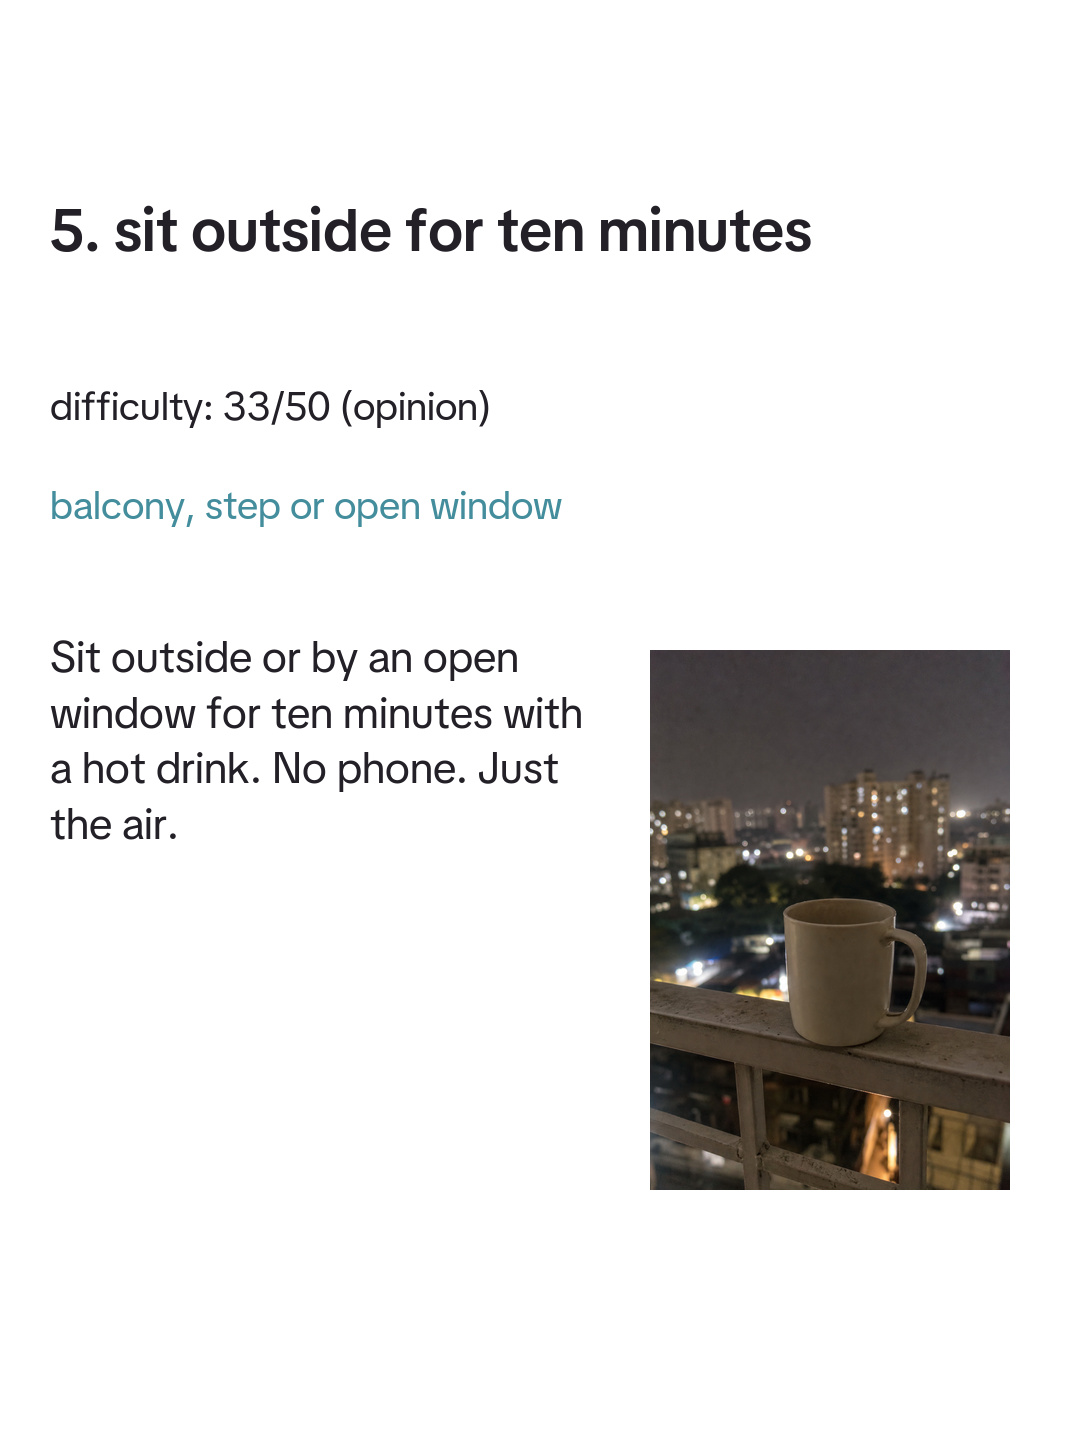 5. sit outside for ten minutes
difficulty: 33/50 (opinion)
balcony, step or open window
Sit outside or by an open
window for ten minutes with
a hot drink. No phone. Just
the air.